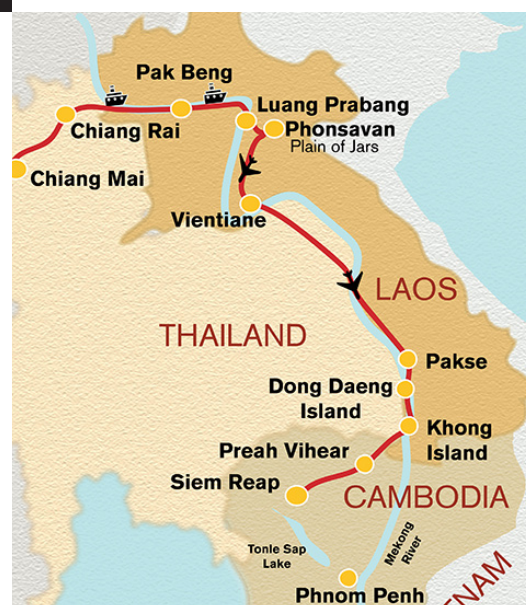 Pak Beng
Luang Prabang
Chiang Rai
Phonsavan
Plain of Jars
Chiang Mai
Vientiane
LAOS
THAILAND
Pakse
Dong Daeng
Island
Khong
Island
Preah Vihear
Siem Reap
CAMBODIA
Tonle Sap
Lake
Mekong
River
Phnom Penh